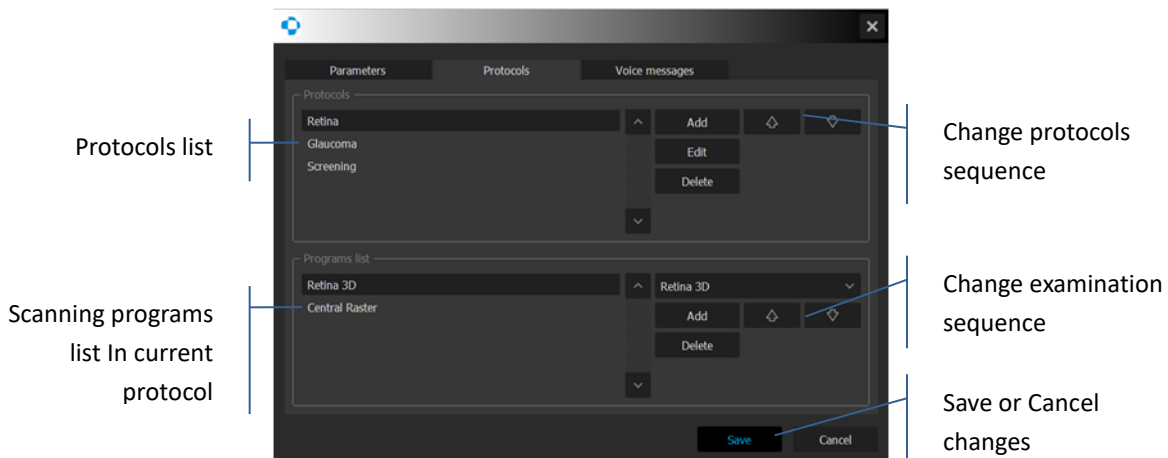 Parameters
Protocols
Voice messages
Protocols
Retina
Add
Glaucoma
Edit
Screening
Delete
Protocols list
Change protocols
sequence
Programs list
Retina 3D
Retina 3D
Central Raster
Add
Delete
Scanning programs
list In current
protocol
Change examination
sequence
Save
Cancel
Save or Cancel
changes